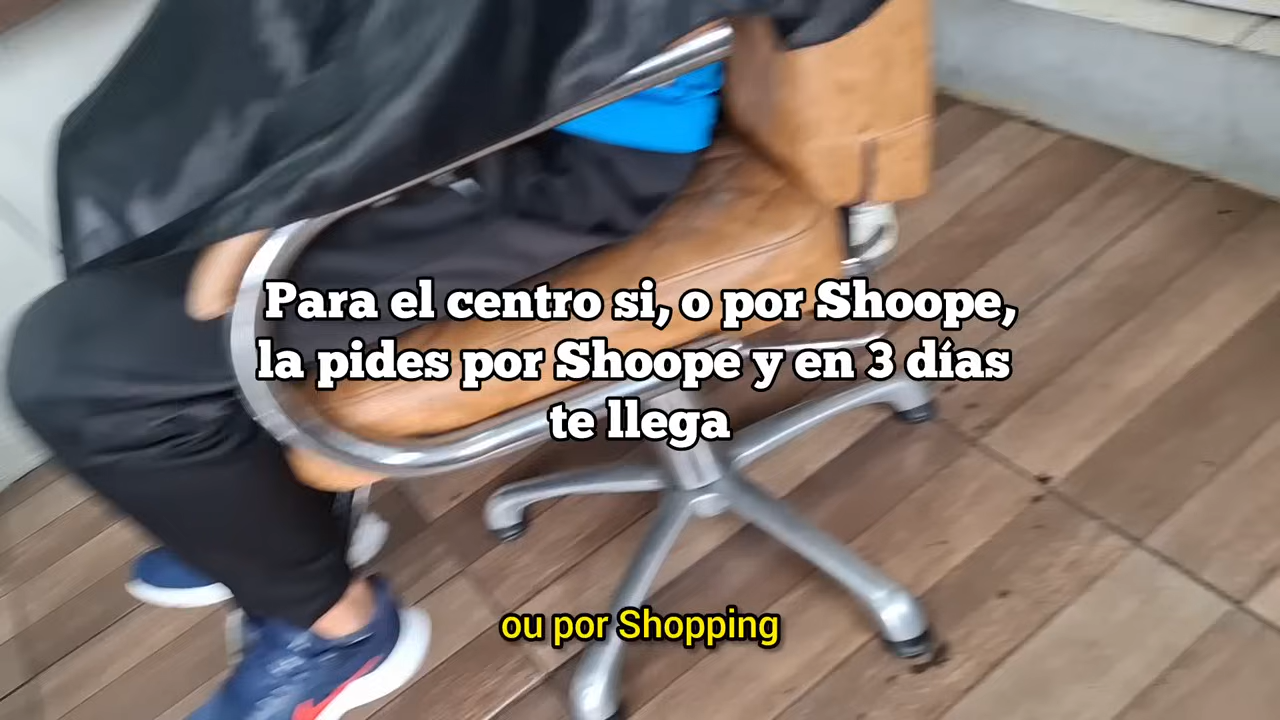 Para el centro si, o por Shoope,
la pides por Shoope y en 3 días
te llega
ou por Shopping